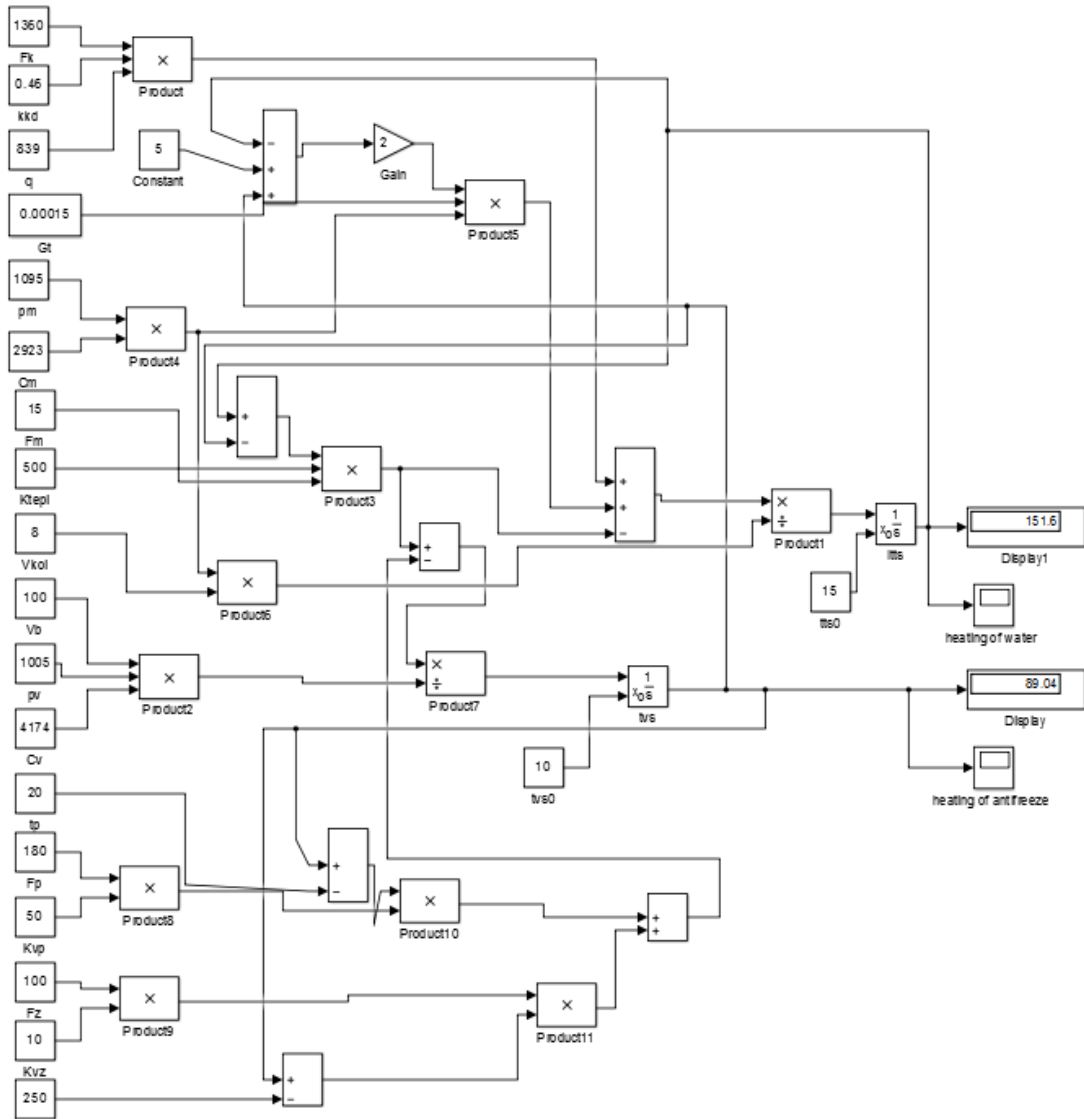 1360
Fk
0.46
kkd
839
q
0.00015
Gt
1095
pm
2923
Cm
15
Fm
500
Ktepl
8
Vkol
100
Vb
1005
pv
4174
Cv
20
tp
180
Fp
50
Kvp
100
Fz
10
Kvz
250
×
Product
5
Constant
−
+
+
2
Gain
×
Product5
×
Product4
+
−
×
Product3
+
+
−
×
÷
Product1
1
s
x0
15
tts0
151.6
Display1
heating of water
+
−
×
Product6
×
Product2
×
÷
Product7
1
s
x0
tvs
10
tvs0
89.04
Display
heating of antifreeze
+
−
×
Product8
×
Product10
+
+
×
Product9
×
Product11
+
−